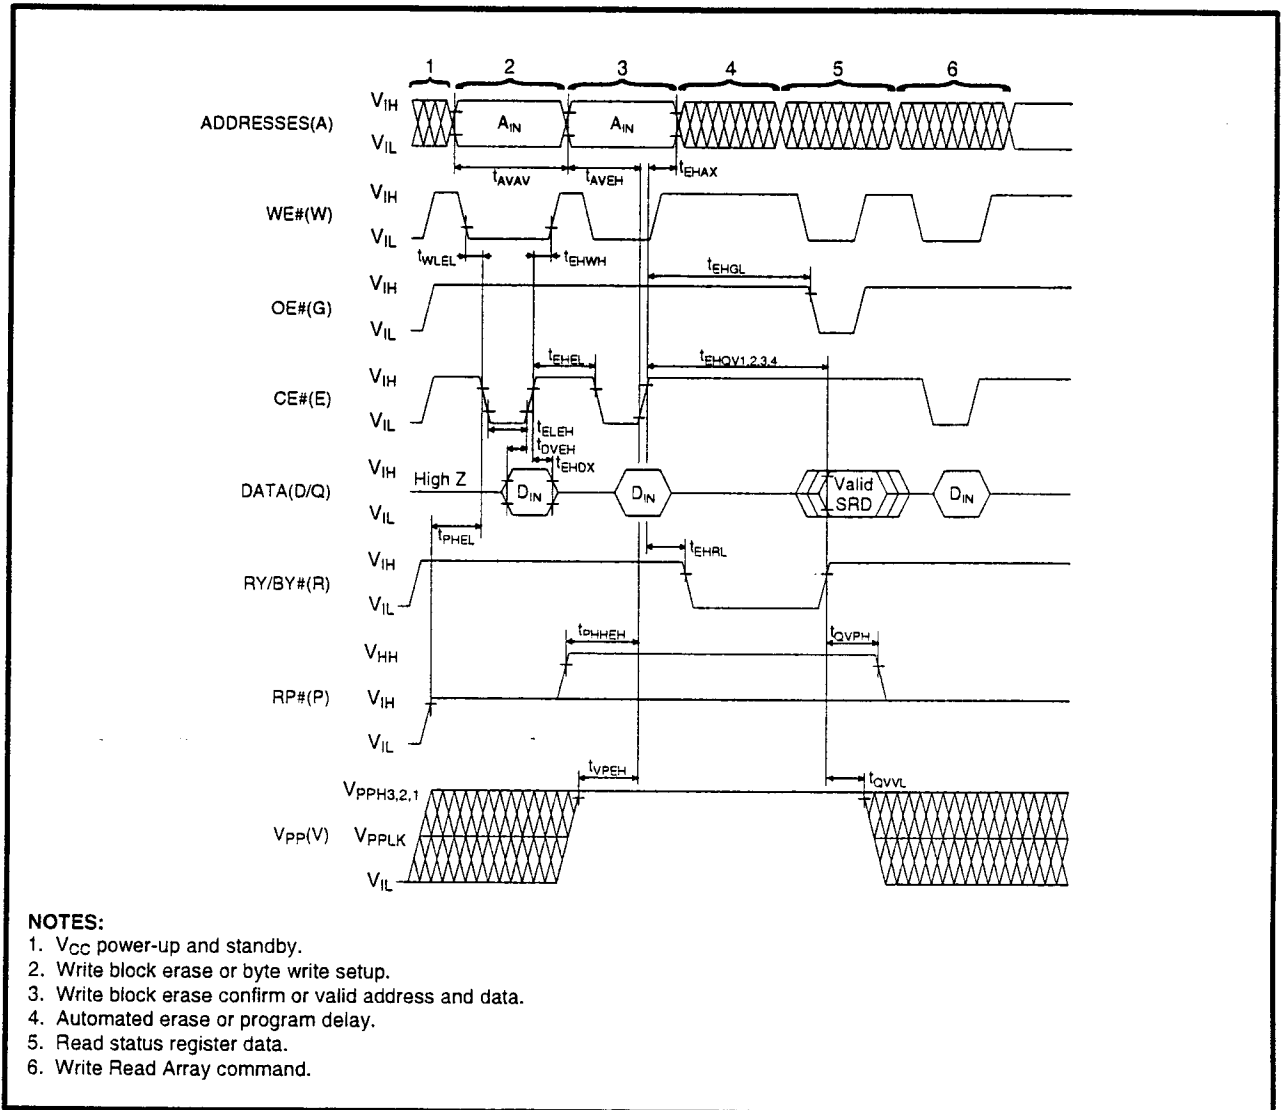 1 2 3 4 5 6
ADDRESSES(A) VIH AIN AIN VIL
tAVAV tAVEH tEHAX
WE#(W) VIH VIL
tWLEL tEHWH tEHGL
OE#(G) VIH VIL
tEHEL tEHQV1,2,3,4
CE#(E) VIH VIL
tELEH
tDVEH
tEHDX
DATA(D/Q) VIH High Z DIN DIN Valid SRD DIN VIL
tPHEL tEHRL
RY/BY#(R) VIH VIL
tPHHEH tQVPH
RP#(P) VHH VIH VIL
tVPEH tQVVL
VPP(V) VPPH3,2,1 VPPLK VIL
NOTES:
1. VCC power-up and standby.
2. Write block erase or byte write setup.
3. Write block erase confirm or valid address and data.
4. Automated erase or program delay.
5. Read status register data.
6. Write Read Array command.